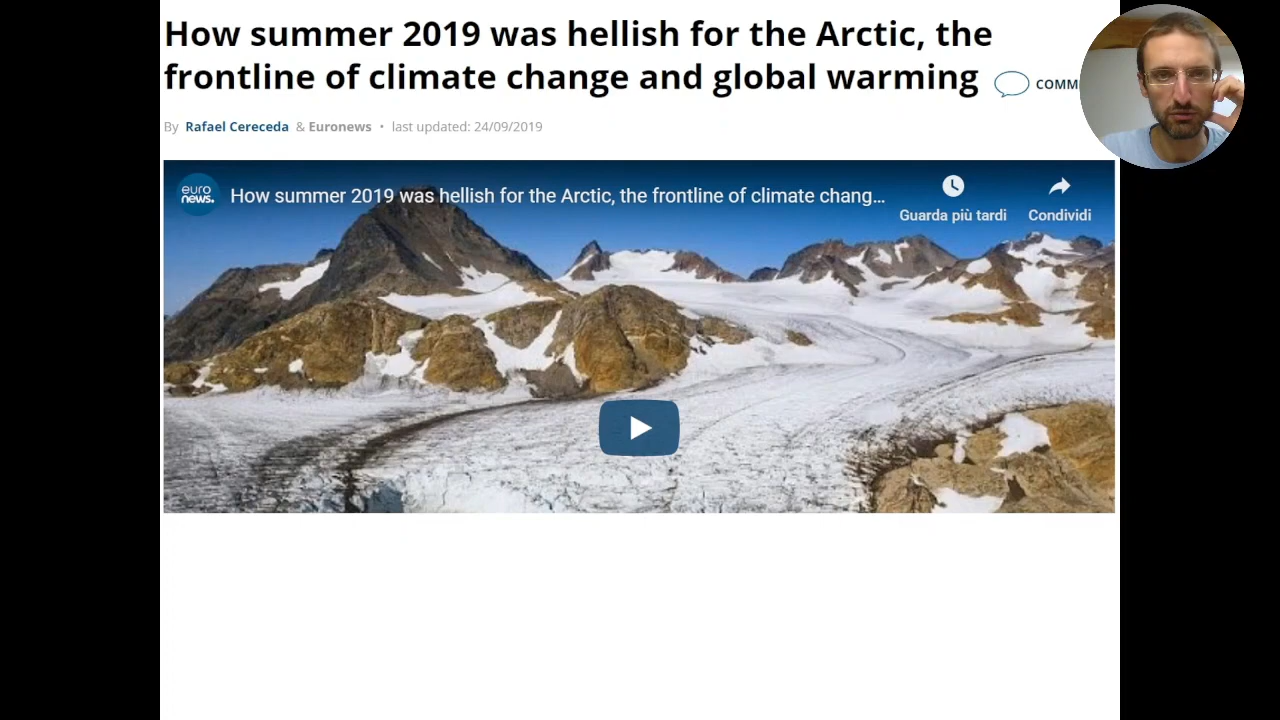 How summer 2019 was hellish for the Arctic, the
frontline of climate change and global warming
COMM
By Rafael Cereceda & Euronews • last updated: 24/09/2019
euro
news.
How summer 2019 was hellish for the Arctic, the frontline of climate chang...
Guarda più tardi
Condividi